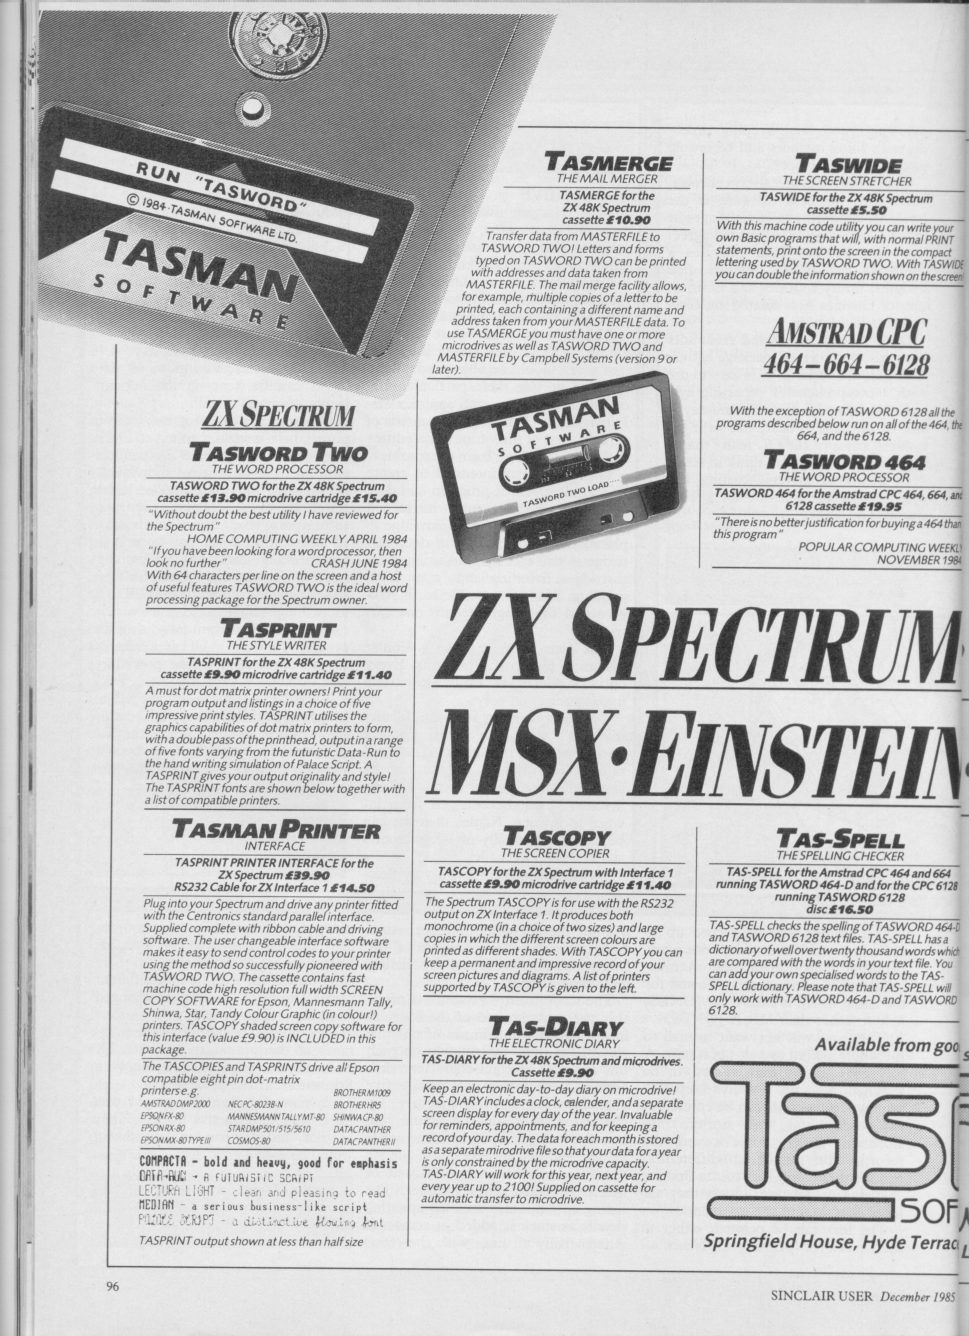 RUN "TASWORD"
© 1984·TASMAN SOFTWARE LTD.
TASMAN
SOFTWARE
ZX SPECTRUM
TASWORD TWO
THE WORD PROCESSOR
TASWORD TWO for the ZX 48K Spectrum
cassette £13.90 microdrive cartridge £15.40
"Without doubt the best utility I have reviewed for
the Spectrum"
HOME COMPUTING WEEKLY APRIL 1984
"If you have been looking for a word processor, then
look no further" CRASH JUNE 1984
With 64 characters per line on the screen and a host
of useful features TASWORD TWO is the ideal word
processing package for the Spectrum owner.
TASPRINT
THE STYLE WRITER
TASPRINT for the ZX 48K Spectrum
cassette £9.90 microdrive cartridge £11.40
A must for dot matrix printer owners! Print your
program output and listings in a choice of five
impressive print styles. TASPRINT utilises the
graphics capabilities of dot matrix printers to form,
with a double pass of the printhead, output in a range
of five fonts varying from the futuristic Data-Run to
the hand writing simulation of Palace Script. A
TASPRINT gives your output originality and style!
The TASPRINT fonts are shown below together with
a list of compatible printers.
TASMAN PRINTER
INTERFACE
TASPRINT PRINTER INTERFACE for the
ZX Spectrum £39.90
RS232 Cable for ZX Interface 1 £14.50
Plug into your Spectrum and drive any printer fitted
with the Centronics standard parallel interface.
Supplied complete with ribbon cable and driving
software. The user changeable interface software
makes it easy to send control codes to your printer
using the method so successfully pioneered with
TASWORD TWO. The cassette contains fast
machine code high resolution full width SCREEN
COPY SOFTWARE for Epson, Mannesmann Tally,
Shinwa, Star, Tandy Colour Graphic (in colour!)
printers. TASCOPY shaded screen copy software for
this interface (value £9.90) is INCLUDED in this
package.
The TASCOPIES and TASPRINTS drive all Epson
compatible eight pin dot-matrix
printers e.g. BROTHER M1009
AMSTRAD DMP2000 NEC PC-8023B-N BROTHER HR5
EPSON FX-80 MANNESMANN TALLY MT-80 SHINWA CP-80
EPSON RX-80 STAR DMP501/515/5610 DATAC PANTHER
EPSON MX-80 TYPE III COSMOS-80 DATAC PANTHER II
COMPACTA - bold and heavy, good for emphasis
DATA-RUN - A FUTURISTIC SCRIPT
LECTURA LIGHT - clean and pleasing to read
MEDIAN - a serious business-like script
PALACE SCRIPT - a distinctive flowing font
TASPRINT output shown at less than half size
TASMERGE
THE MAIL MERGER
TASMERGE for the
ZX 48K Spectrum
cassette £10.90
Transfer data from MASTERFILE to
TASWORD TWO! Letters and forms
typed on TASWORD TWO can be printed
with addresses and data taken from
MASTERFILE. The mail merge facility allows,
for example, multiple copies of a letter to be
printed, each containing a different name and
address taken from your MASTERFILE data. To
use TASMERGE you must have one or more
microdrives as well as TASWORD TWO and
MASTERFILE by Campbell Systems (version 9 or
later).
TASMAN
SOFTWARE
TASWORD TWO LOAD""
TASWIDE
THE SCREEN STRETCHER
TASWIDE for the ZX 48K Spectrum
cassette £5.50
With this machine code utility you can write your
own Basic programs that will, with normal PRINT
statements, print onto the screen in the compact
lettering used by TASWORD TWO. With TASWIDE
you can double the information shown on the screen
AMSTRAD CPC
464–664–6128
With the exception of TASWORD 6128 all the
programs described below run on all of the 464, the
664, and the 6128.
TASWORD 464
THE WORD PROCESSOR
TASWORD 464 for the Amstrad CPC 464, 664, and
6128 cassette £19.95
"There is no better justification for buying a 464 than
this program"
POPULAR COMPUTING WEEKLY
NOVEMBER 1984
ZX SPECTRUM
MSX·EINSTEIN·
TASCOPY
THE SCREEN COPIER
TASCOPY for the ZX Spectrum with Interface 1
cassette £9.90 microdrive cartridge £11.40
The Spectrum TASCOPY is for use with the RS232
output on ZX Interface 1. It produces both
monochrome (in a choice of two sizes) and large
copies in which the different screen colours are
printed as different shades. With TASCOPY you can
keep a permanent and impressive record of your
screen pictures and diagrams. A list of printers
supported by TASCOPY is given to the left.
TAS-DIARY
THE ELECTRONIC DIARY
TAS-DIARY for the ZX 48K Spectrum and microdrives.
Cassette £9.90
Keep an electronic day-to-day diary on microdrive!
TAS-DIARY includes a clock, calender, and a separate
screen display for every day of the year. Invaluable
for reminders, appointments, and for keeping a
record of your day. The data for each month is stored
as a separate mirodrive file so that your data for a year
is only constrained by the microdrive capacity.
TAS-DIARY will work for this year, next year, and
every year up to 2100! Supplied on cassette for
automatic transfer to microdrive.
TAS-SPELL
THE SPELLING CHECKER
TAS-SPELL for the Amstrad CPC 464 and 664
running TASWORD 464-D and for the CPC 6128
running TASWORD 6128
disc £16.50
TAS-SPELL checks the spelling of TASWORD 464-D
and TASWORD 6128 text files. TAS-SPELL has a
dictionary of well over twenty thousand words which
are compared with the words in your text file. You
can add your own specialised words to the TAS-
SPELL dictionary. Please note that TAS-SPELL will
only work with TASWORD 464-D and TASWORD
6128.
Available from goo
Tas
SOF
Springfield House, Hyde Terrac
96
SINCLAIR USER December 1985